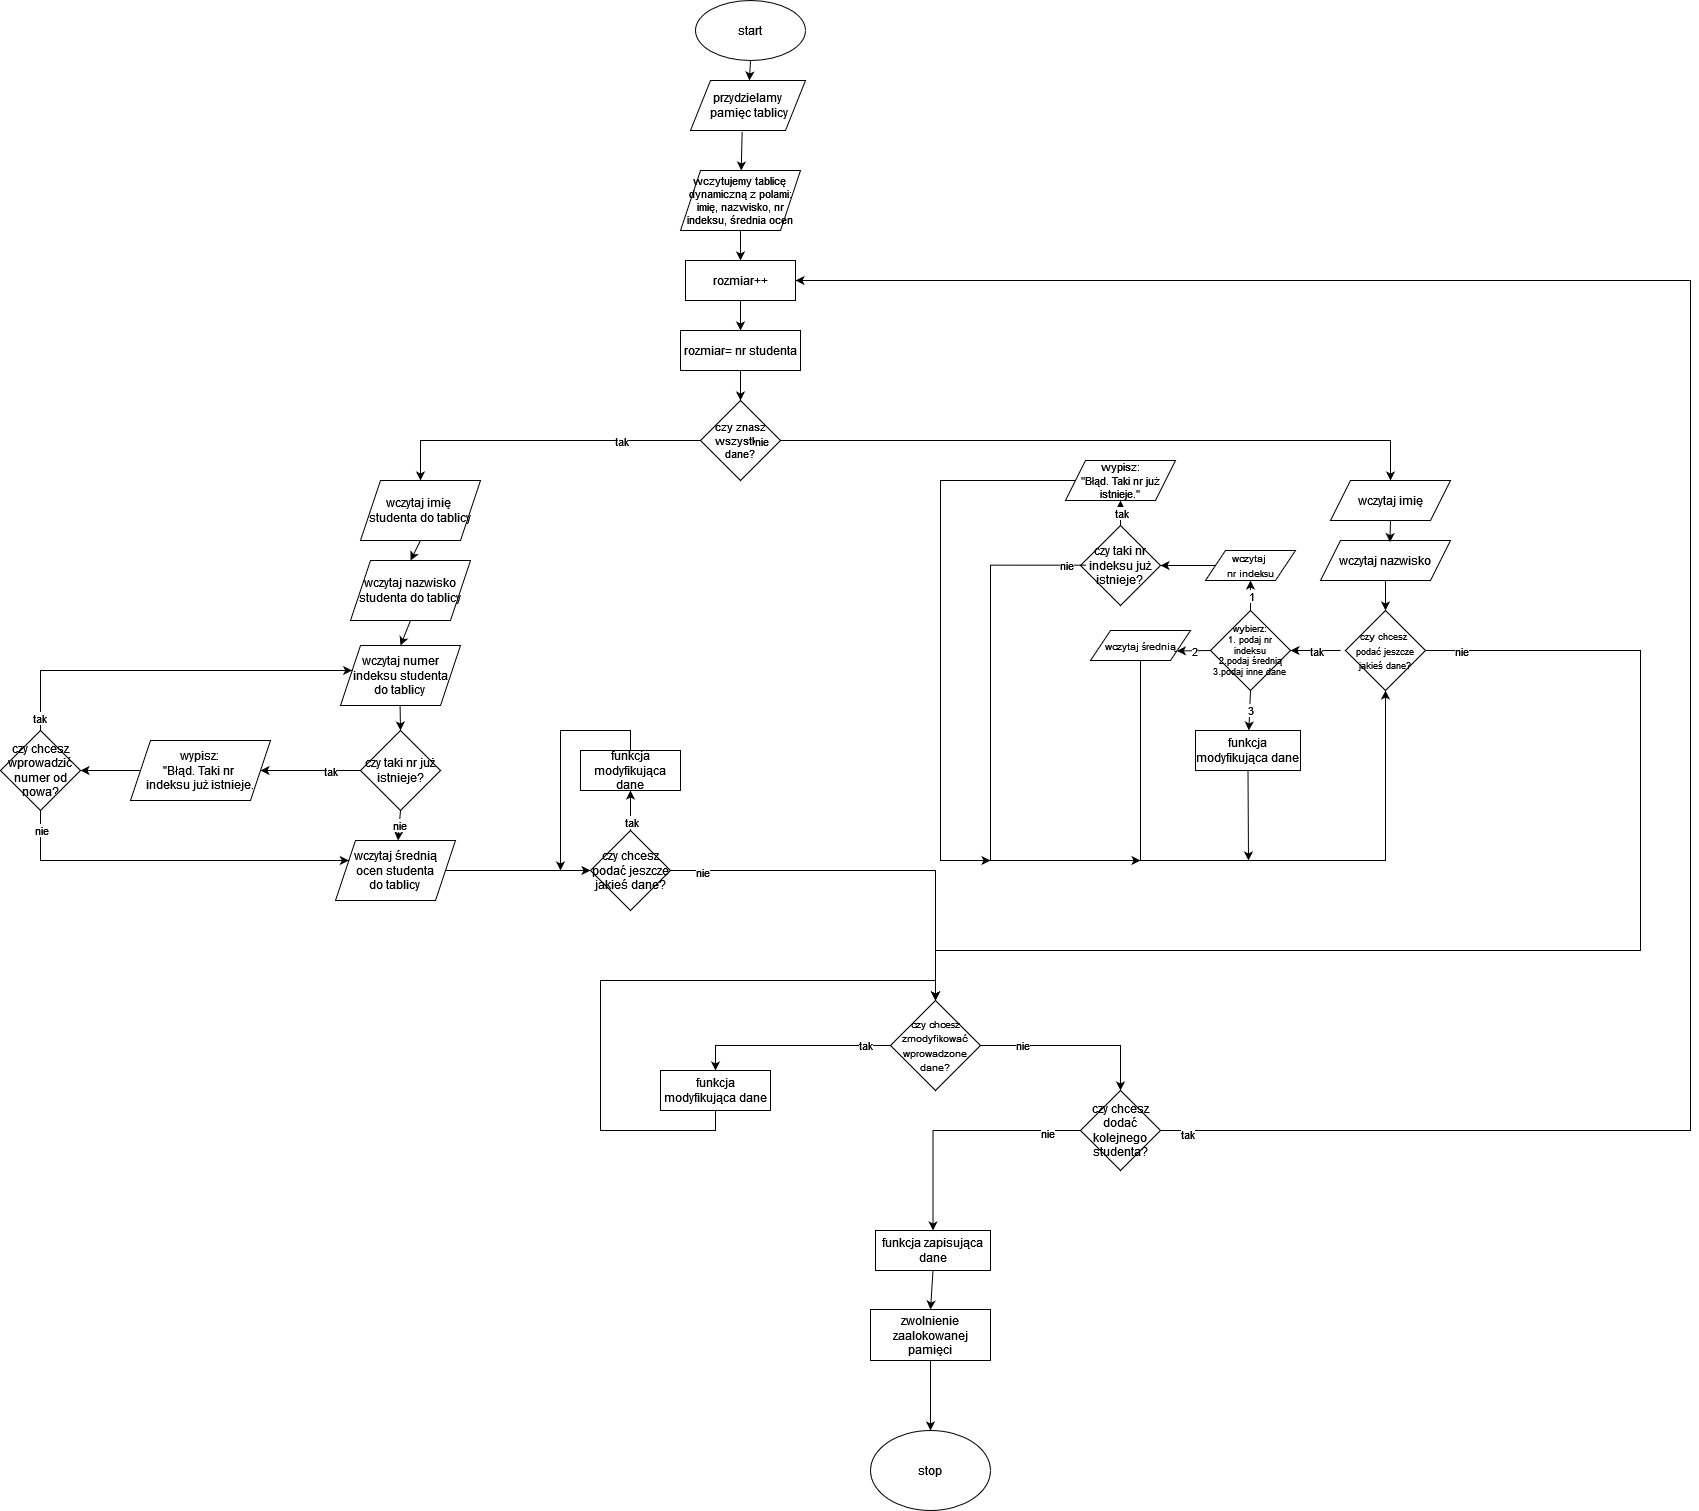 start
przydzielamy
pamięc tablicy
wczytujemy tablicę
dynamiczną z polami:
imię, nazwisko, nr
indeksu, średnia ocen
rozmiar++
rozmiar= nr studenta
czy znasz
dane?
tak
nie
wczytaj imię
studenta do tablicy
wczytaj nazwisko
studenta do tablicy
wczytaj numer
indeksu studenta
do tablicy
czy taki nr już
istnieje?
tak
nie
wypisz:
"Błąd. Taki nr
indeksu już istnieje.
czy chcesz
wprowadzić
numer od
nowa?
tak
nie
wczytaj średnią
ocen studenta
do tablicy
funkcja
modyfikująca
dane
tak
czy chcesz
podać jeszcze
jakieś dane?
nie
wczytaj imię
wczytaj nazwisko
czy chcesz
podać jeszcze
jakieś dane?
tak
nie
wybierz:
1. podaj nr
indeksu
2.podaj średnią
3.podaj inne dane
1
2
3
wczytaj
nr indeksu
czy taki nr
indeksu już
istnieje?
tak
nie
wypisz:
"Błąd. Taki nr już
istnieje."
wczytaj średnią
funkcja
modyfikująca dane
czy chcesz
zmodyfikować
wprowadzone
dane?
tak
nie
funkcja
modyfikująca dane
czy chcesz
dodać
kolejnego
studenta?
nie
tak
funkcja zapisująca
dane
zwolnienie
zaalokowanej
pamięci
stop